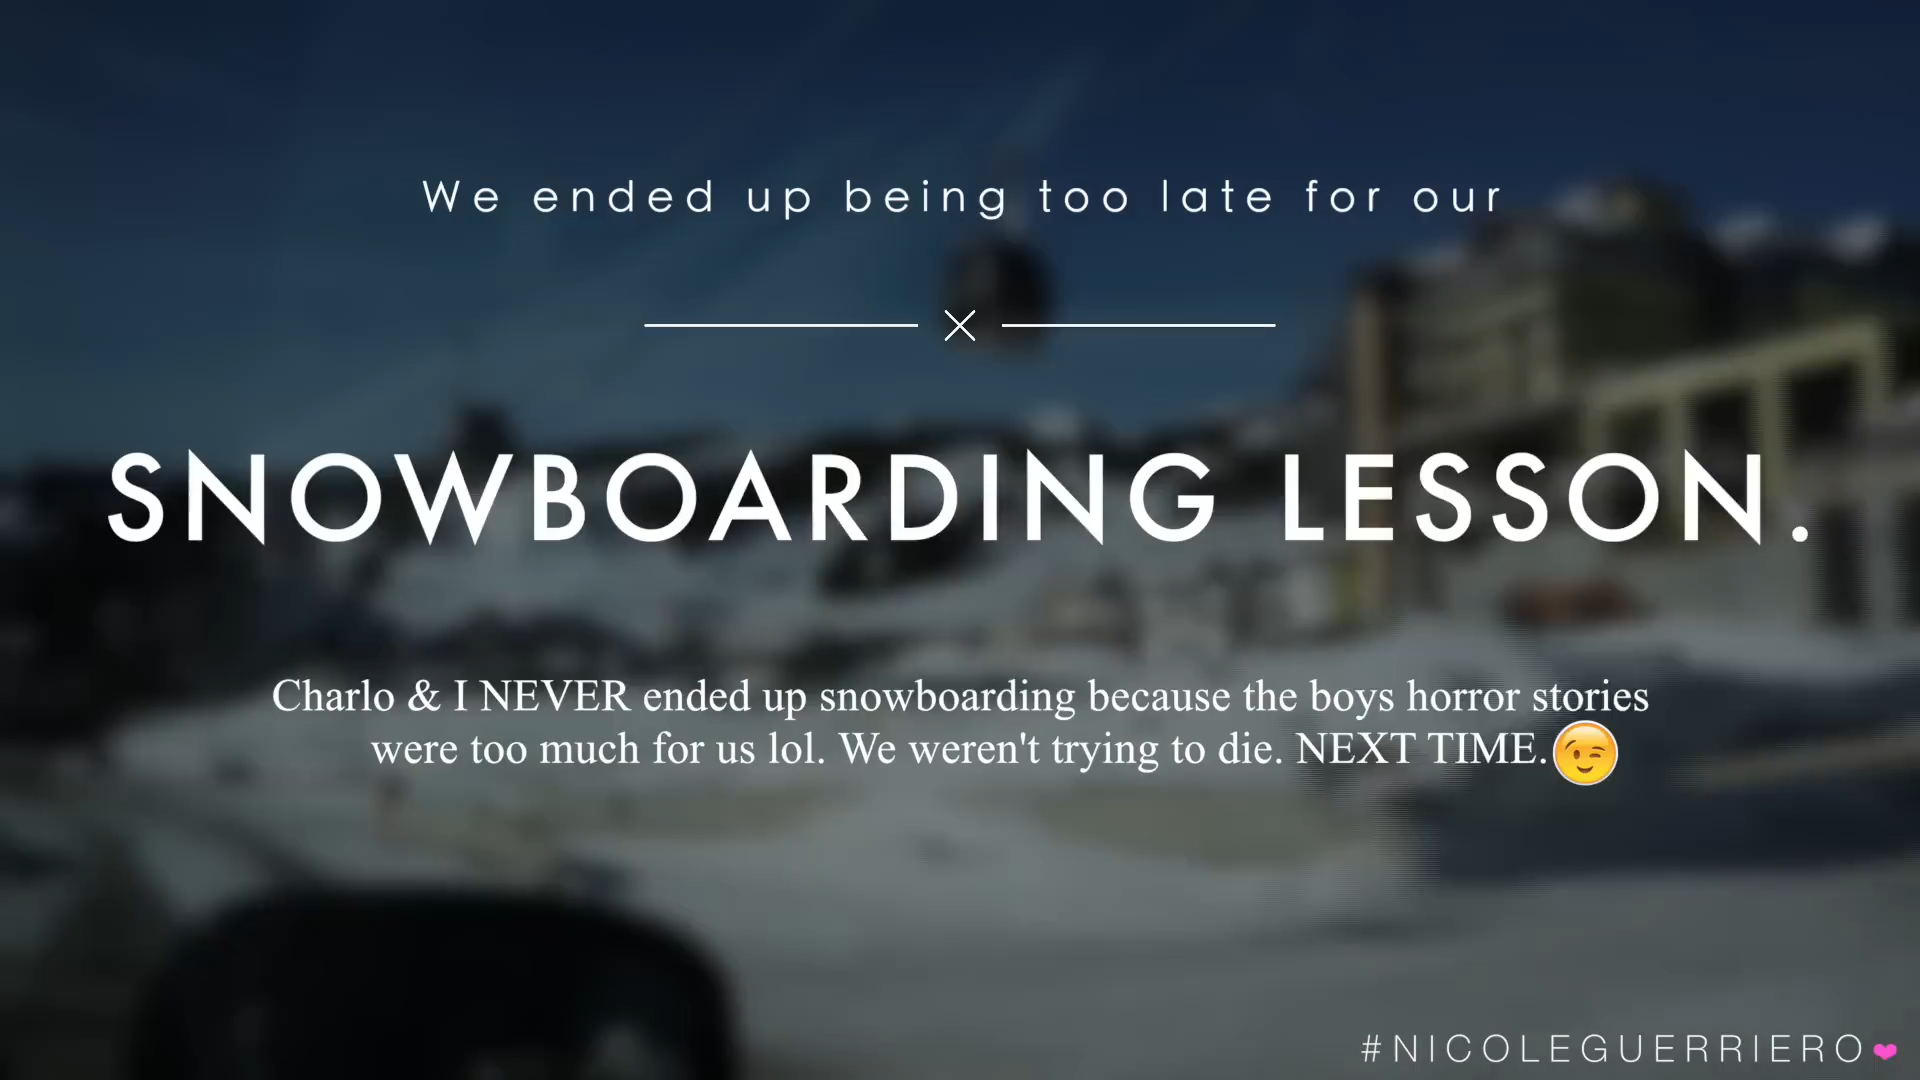 We ended up being too late for our
SNOWBOARDING LESSON.
Charlo & I NEVER ended up snowboarding because the boys horror stories
were too much for us lol. We weren't trying to die. NEXT TIME.😉
#NICOLEGUERRIERO❤